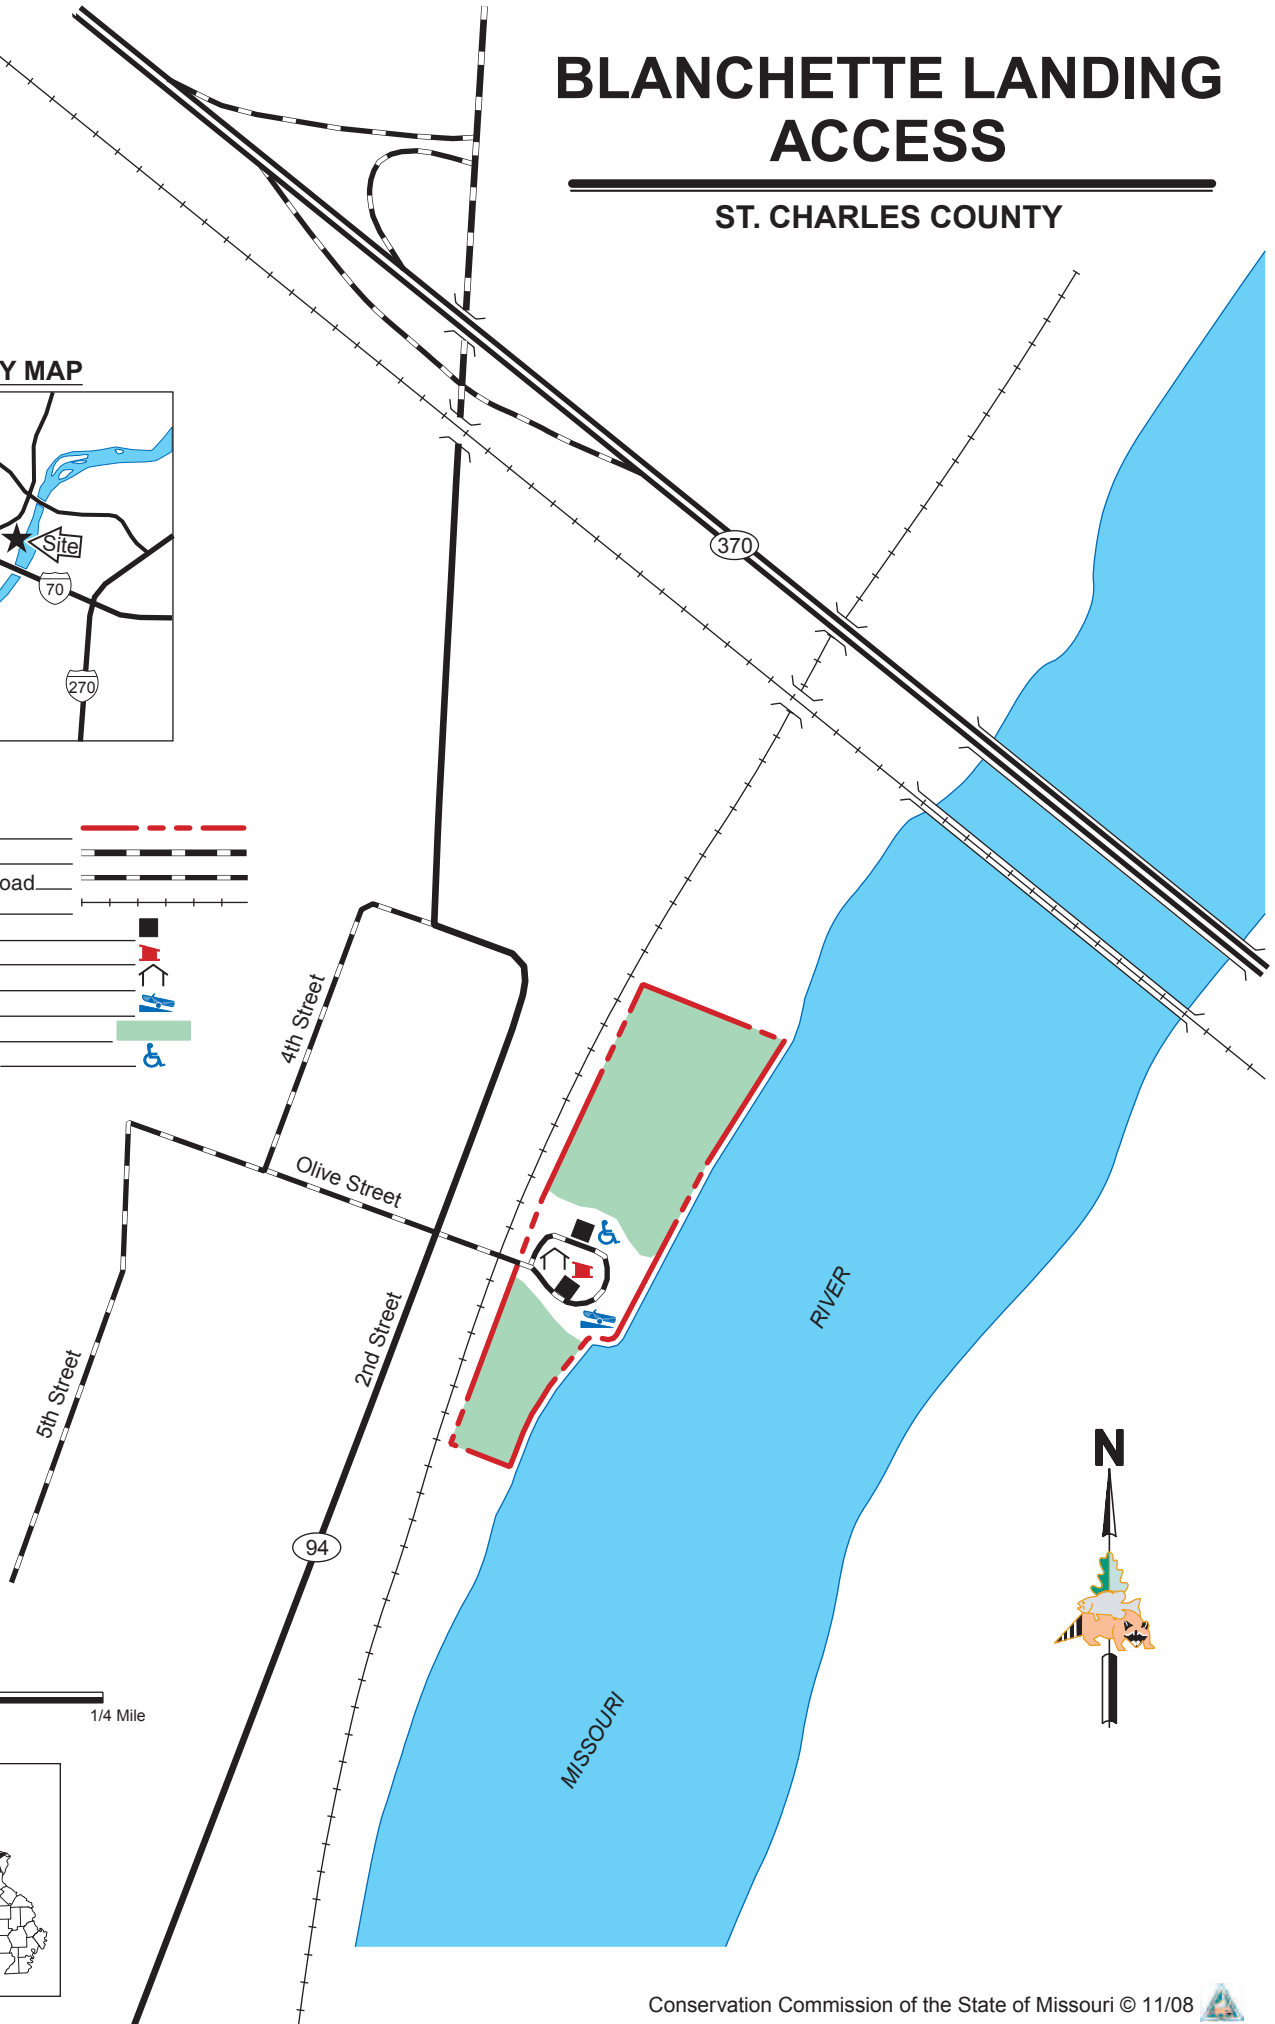 BLANCHETTE LANDING
ACCESS
ST. CHARLES COUNTY
Y MAP
Site
70
270
370
oad
4th Street
Olive Street
2nd Street
5th Street
94
RIVER
MISSOURI
N
1/4 Mile
Conservation Commission of the State of Missouri © 11/08